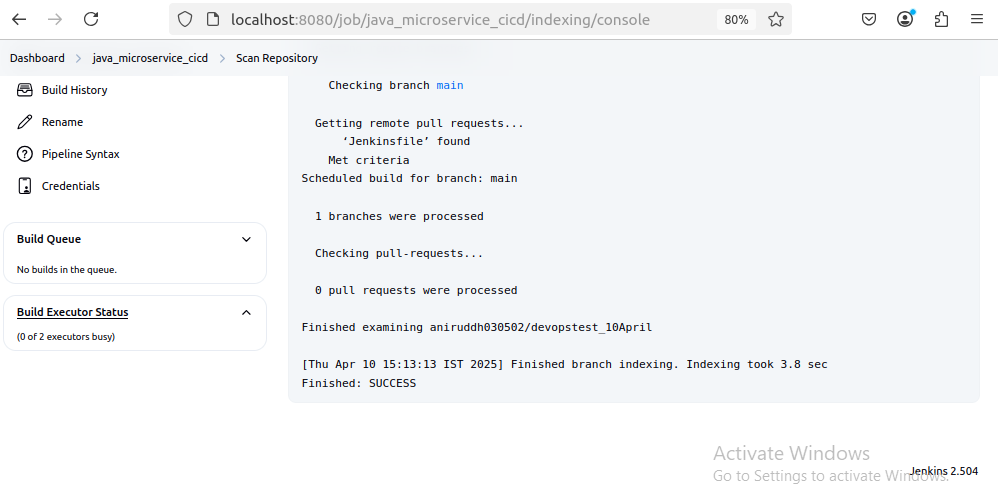 localhost:8080/job/java_microservice_cicd/indexing/console
80%
Dashboard > java_microservice_cicd > Scan Repository
Build History
Rename
Pipeline Syntax
Credentials
Build Queue
No builds in the queue.
Build Executor Status
(0 of 2 executors busy)
Checking branch main
Getting remote pull requests...
‘Jenkinsfile’ found
Met criteria
Scheduled build for branch: main
1 branches were processed
Checking pull-requests...
0 pull requests were processed
Finished examining aniruddh030502/devopstest_10April
[Thu Apr 10 15:13:13 IST 2025] Finished branch indexing. Indexing took 3.8 sec
Finished: SUCCESS
Activate Windows
Go to Settings to activate Windows.
Jenkins 2.504